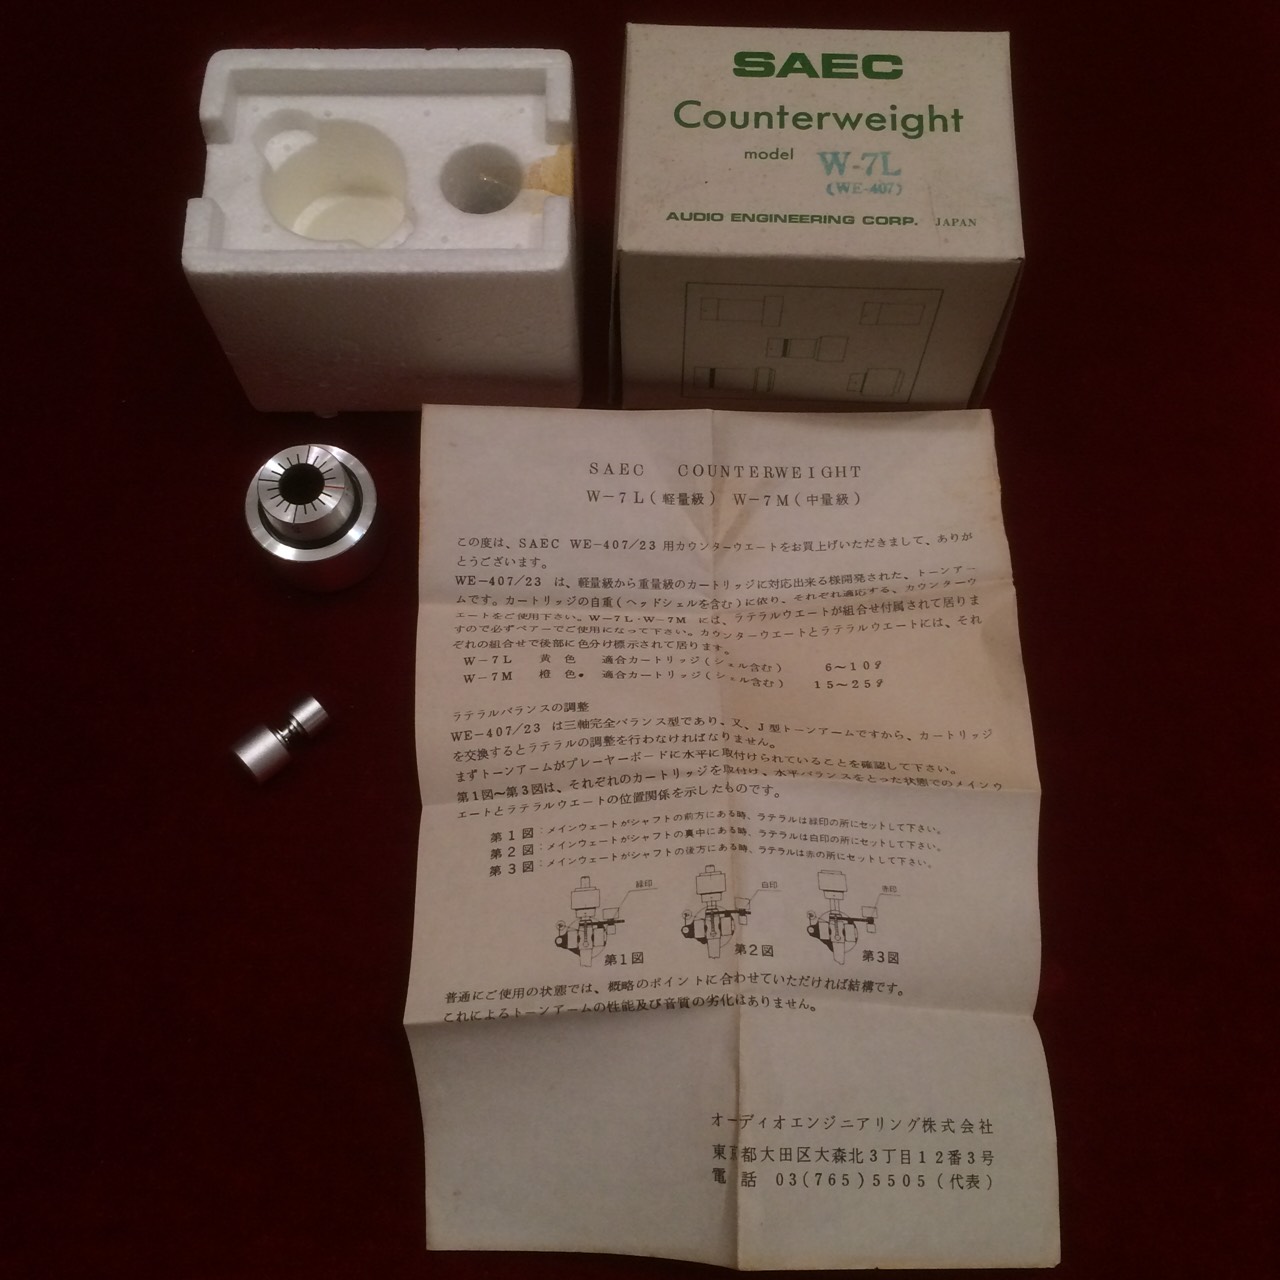 SAEC
Counterweight
model W-7L
(WE-407)
AUDIO ENGINEERING CORP. JAPAN
SAEC COUNTERWEIGHT
W-7L(軽量級) W-7M(中量級)
この度は、SAEC WE-407/23 用カウンターウエートをお買上げいただきまして、ありが
とうございます。
WE-407/23 は、軽量級から重量級のカートリッジに対応出来る様開発された、トーンアー
ムです。カートリッジの自重(ヘッドシェルを含む)に依り、それぞれ適応する、カウンターウ
エートをご使用下さい。W-7L・W-7M には、ラテラルウエートが組合せ付属されて居りま
すので必ずペアーでご使用になって下さい。カウンターウエートとラテラルウエートには、それ
ぞれの組合せで後部に色分け標示されて居ります。
W-7L 黄 色 適合カートリッジ(シェル含む) 6〜10g
W-7M 橙 色● 適合カートリッジ(シェル含む) 15〜25g
ラテラルバランスの調整
WE-407/23 は三軸完全バランス型であり、又、J型トーンアームですから、カートリッジ
を交換するとラテラルの調整を行わなければなりません。
まずトーンアームがプレーヤーボードに水平に取付けられていることを確認して下さい。
第1図〜第3図は、それぞれのカートリッジを取付け、水平バランスをとった状態でのメインウ
エートとラテラルウエートの位置関係を示したものです。
第1図：メインウェートがシャフトの前方にある時、ラテラルは緑印の所にセットして下さい。
第2図：メインウェートがシャフトの真中にある時、ラテラルは白印の所にセットして下さい。
第3図：メインウェートがシャフトの後方にある時、ラテラルは赤の所にセットして下さい。
緑印 白印 赤印
第1図 第2図 第3図
普通にご使用の状態では、概略のポイントに合わせていただければ結構です。
これによるトーンアームの性能及び音質の劣化はありません。
オーディオエンジニアリング株式会社
東京都大田区大森北3丁目12番3号
電 話 03(765)5505(代表)